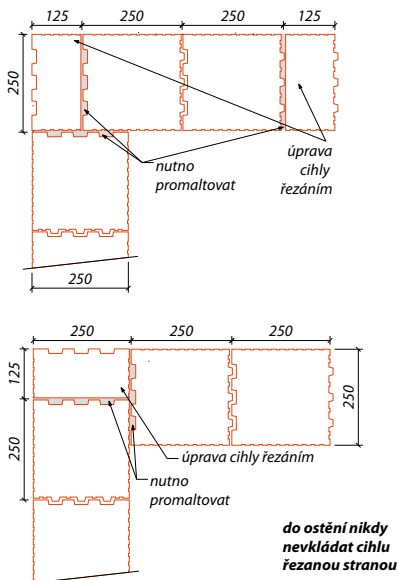 125 250 250 125
250
nutno
promaltovat
úprava
cihly
řezáním
250
250 250 250
125
250
250
úprava cihly řezáním
nutno
promaltovat
do ostění nikdy
nevkládat cihlu
řezanou stranou